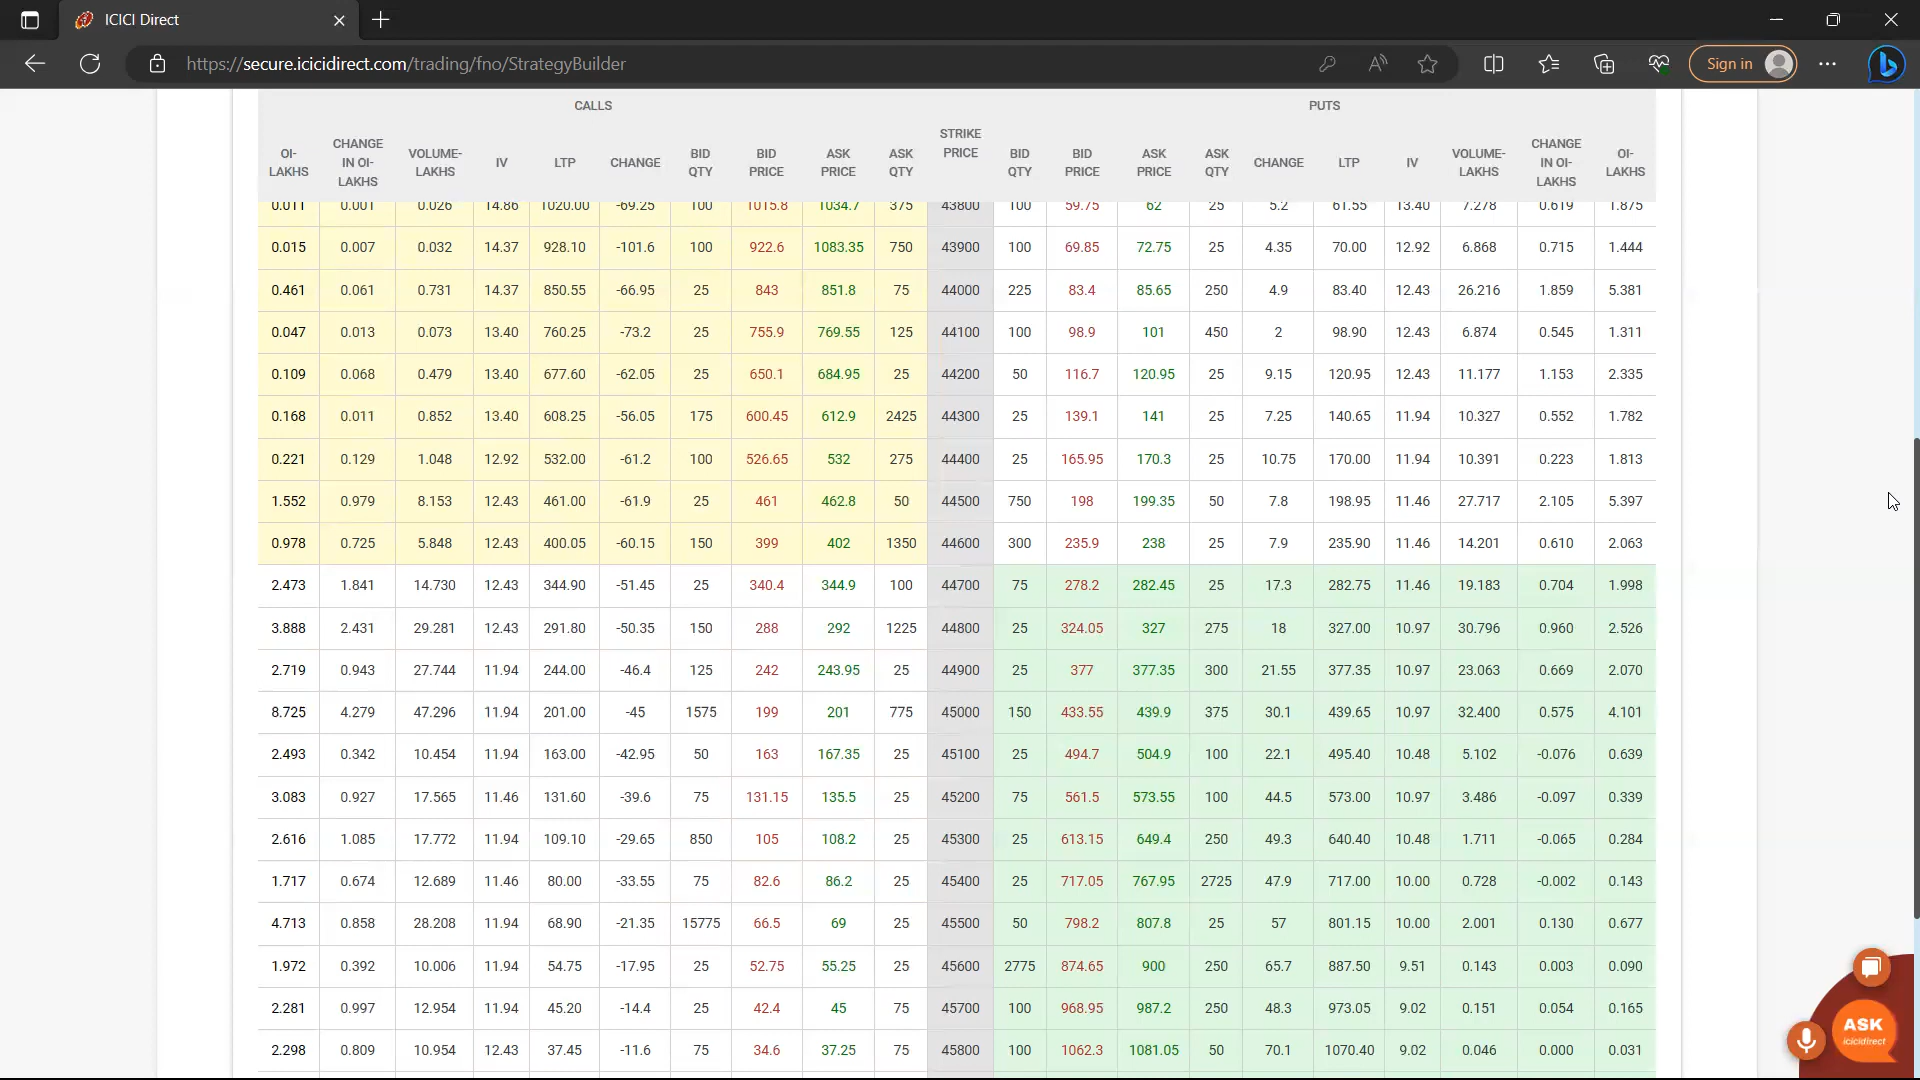 ICICI Direct
https://secure.icicidirect.com/trading/fno/StrategyBuilder
Sign in
CALLS PUTS
OI-LAKHS CHANGE IN OI-LAKHS VOLUME-LAKHS IV LTP CHANGE BID QTY BID PRICE ASK PRICE ASK QTY STRIKE PRICE BID QTY BID PRICE ASK PRICE ASK QTY CHANGE LTP IV VOLUME-LAKHS CHANGE IN OI-LAKHS OI-LAKHS
0.011 0.001 0.026 14.86 1020.00 -69.25 100 1015.8 1034.7 375 43800 100 59.75 62 25 5.2 61.55 13.40 7.278 0.619 1.875
0.015 0.007 0.032 14.37 928.10 -101.6 100 922.6 1083.35 750 43900 100 69.85 72.75 25 4.35 70.00 12.92 6.868 0.715 1.444
0.461 0.061 0.731 14.37 850.55 -66.95 25 843 851.8 75 44000 225 83.4 85.65 250 4.9 83.40 12.43 26.216 1.859 5.381
0.047 0.013 0.073 13.40 760.25 -73.2 25 755.9 769.55 125 44100 100 98.9 101 450 2 98.90 12.43 6.874 0.545 1.311
0.109 0.068 0.479 13.40 677.60 -62.05 25 650.1 684.95 25 44200 50 116.7 120.95 25 9.15 120.95 12.43 11.177 1.153 2.335
0.168 0.011 0.852 13.40 608.25 -56.05 175 600.45 612.9 2425 44300 25 139.1 141 25 7.25 140.65 11.94 10.327 0.552 1.782
0.221 0.129 1.048 12.92 532.00 -61.2 100 526.65 532 275 44400 25 165.95 170.3 25 10.75 170.00 11.94 10.391 0.223 1.813
1.552 0.979 8.153 12.43 461.00 -61.9 25 461 462.8 50 44500 750 198 199.35 50 7.8 198.95 11.46 27.717 2.105 5.397
0.978 0.725 5.848 12.43 400.05 -60.15 150 399 402 1350 44600 300 235.9 238 25 7.9 235.90 11.46 14.201 0.610 2.063
2.473 1.841 14.730 12.43 344.90 -51.45 25 340.4 344.9 100 44700 75 278.2 282.45 25 17.3 282.75 11.46 19.183 0.704 1.998
3.888 2.431 29.281 12.43 291.80 -50.35 150 288 292 1225 44800 25 324.05 327 275 18 327.00 10.97 30.796 0.960 2.526
2.719 0.943 27.744 11.94 244.00 -46.4 125 242 243.95 25 44900 25 377 377.35 300 21.55 377.35 10.97 23.063 0.669 2.070
8.725 4.279 47.296 11.94 201.00 -45 1575 199 201 775 45000 150 433.55 439.9 375 30.1 439.65 10.97 32.400 0.575 4.101
2.493 0.342 10.454 11.94 163.00 -42.95 50 163 167.35 25 45100 25 494.7 504.9 100 22.1 495.40 10.48 5.102 -0.076 0.639
3.083 0.927 17.565 11.46 131.60 -39.6 75 131.15 135.5 25 45200 75 561.5 573.55 100 44.5 573.00 10.97 3.486 -0.097 0.339
2.616 1.085 17.772 11.94 109.10 -29.65 850 105 108.2 25 45300 25 613.15 649.4 250 49.3 640.40 10.48 1.711 -0.065 0.284
1.717 0.674 12.689 11.46 80.00 -33.55 75 82.6 86.2 25 45400 25 717.05 767.95 2725 47.9 717.00 10.00 0.728 -0.002 0.143
4.713 0.858 28.208 11.94 68.90 -21.35 15775 66.5 69 25 45500 50 798.2 807.8 25 57 801.15 10.00 2.001 0.130 0.677
1.972 0.392 10.006 11.94 54.75 -17.95 25 52.75 55.25 25 45600 2775 874.65 900 250 65.7 887.50 9.51 0.143 0.003 0.090
2.281 0.997 12.954 11.94 45.20 -14.4 25 42.4 45 75 45700 100 968.95 987.2 250 48.3 973.05 9.02 0.151 0.054 0.165
2.298 0.809 10.954 12.43 37.45 -11.6 75 34.6 37.25 75 45800 100 1062.3 1081.05 50 70.1 1070.40 9.02 0.046 0.000 0.031
ASK
icicidirect